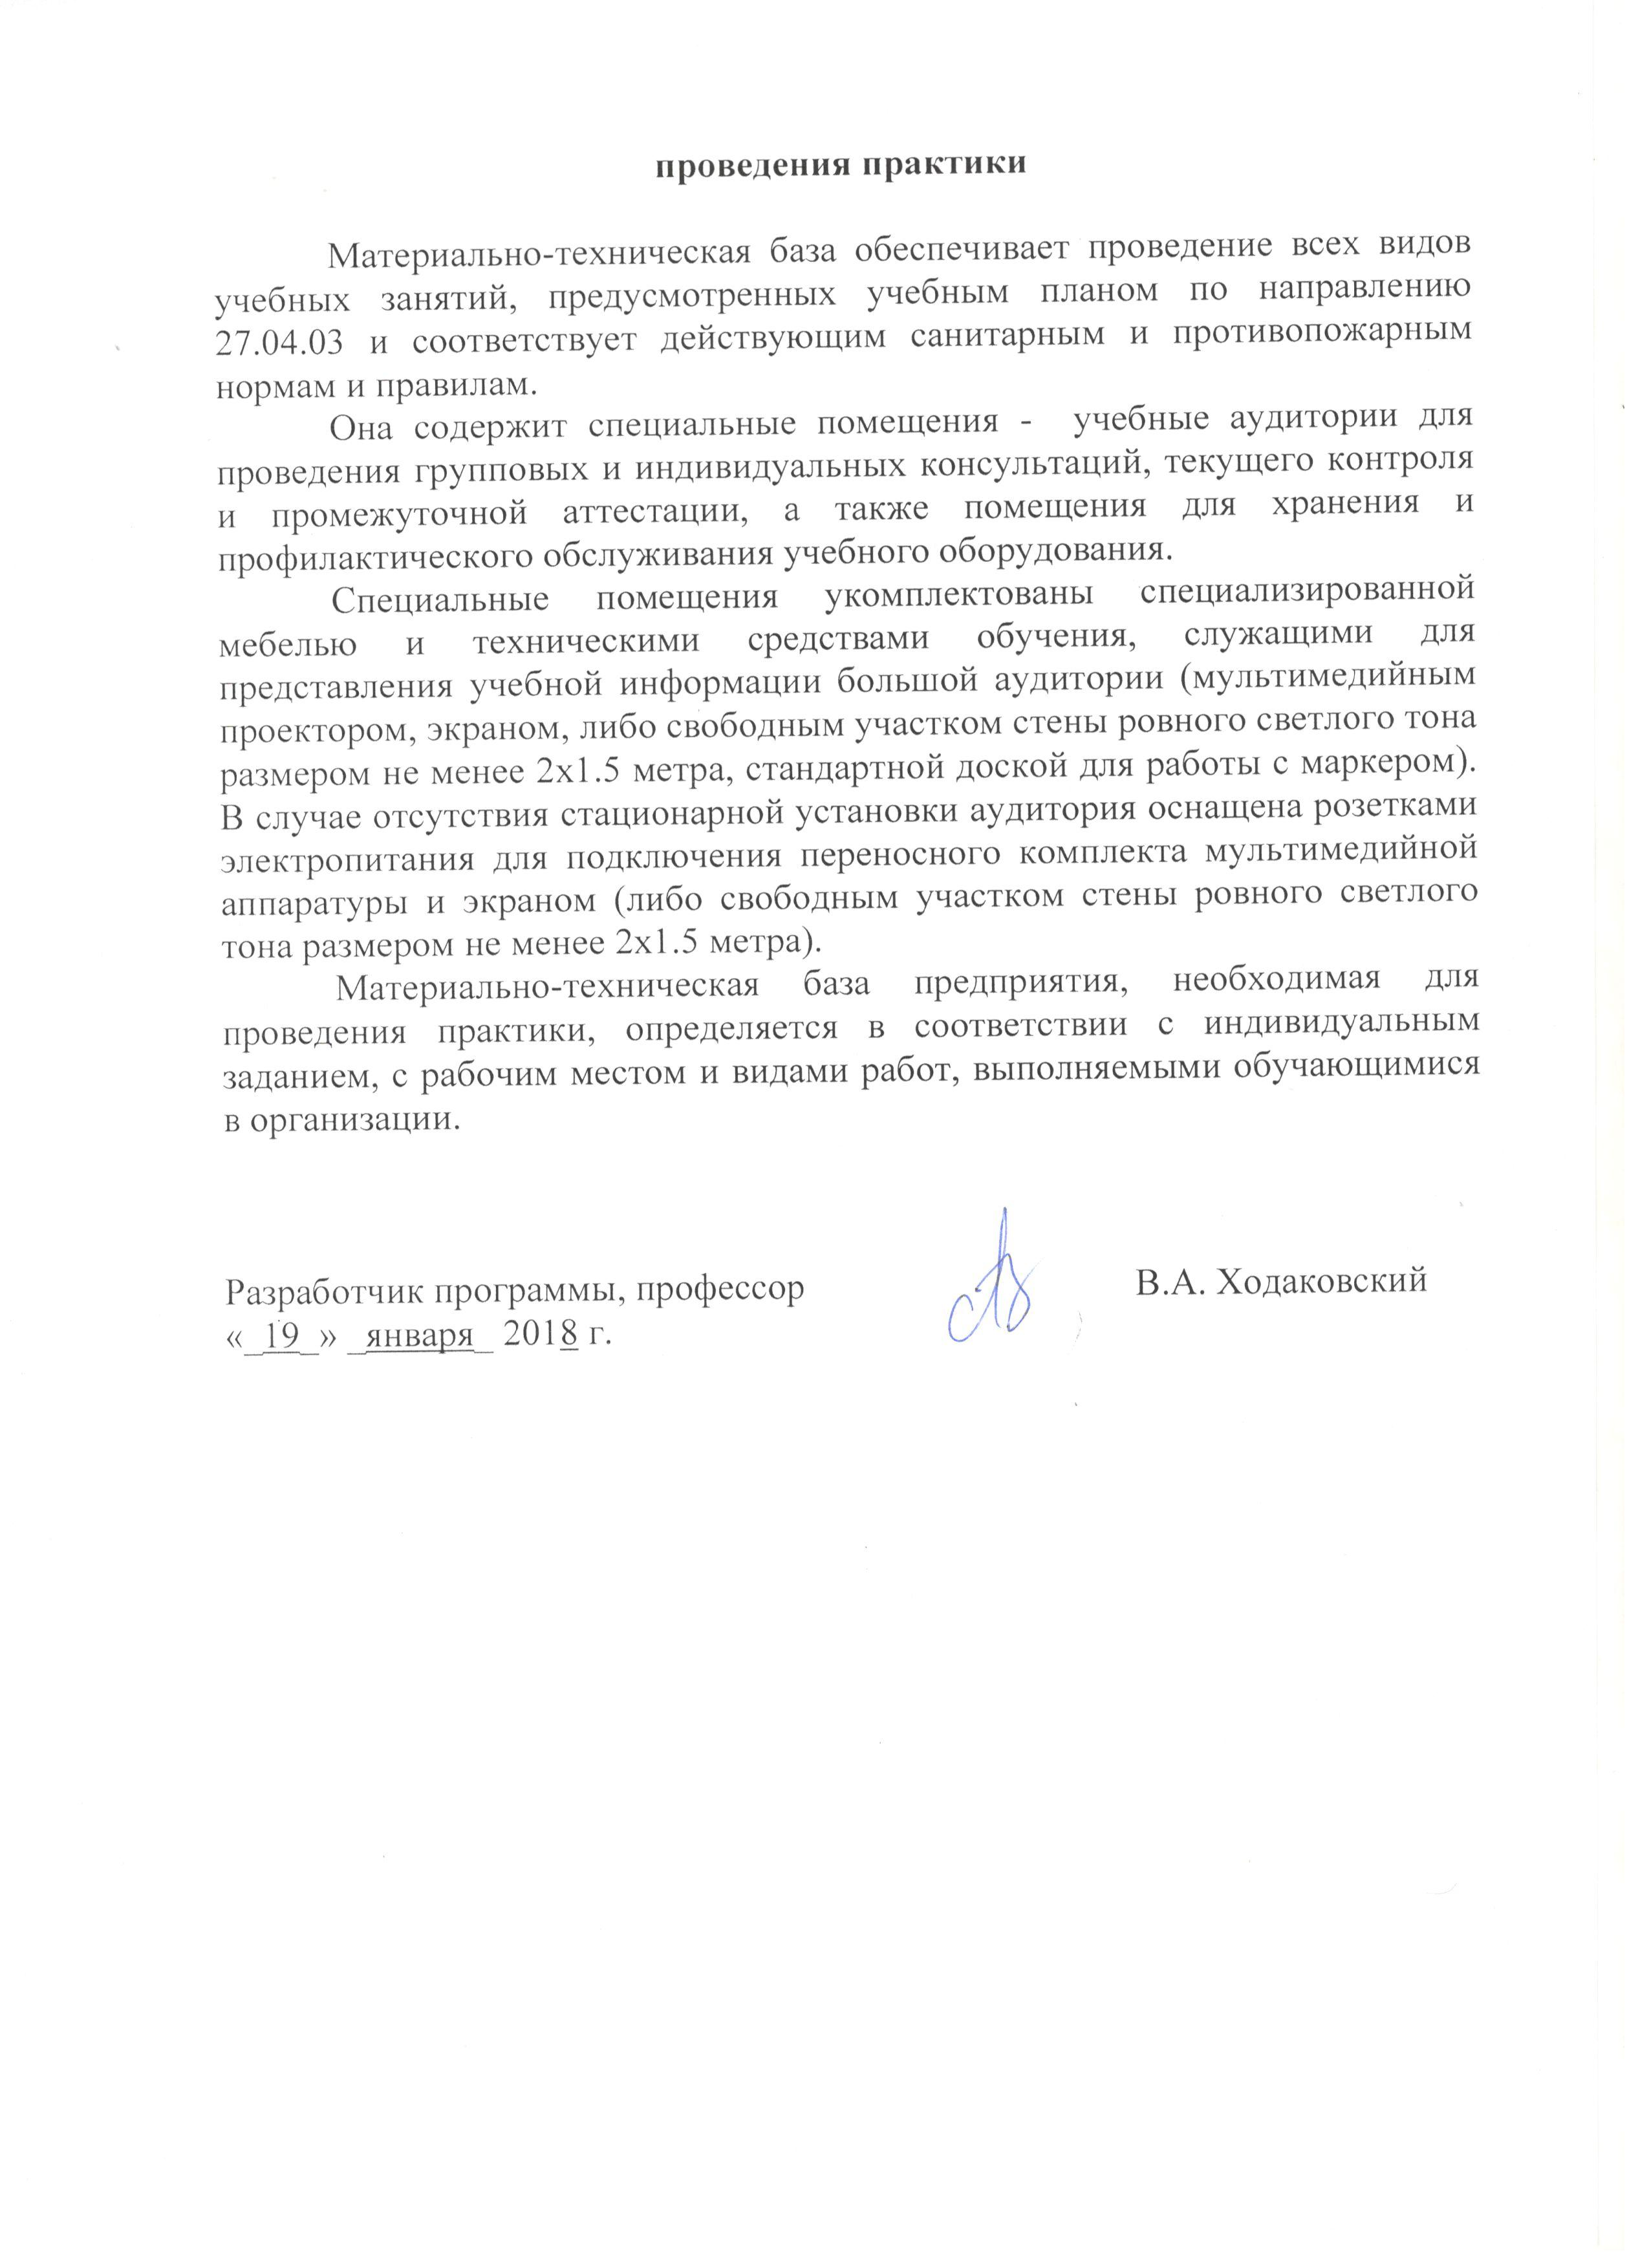 проведения практики
Материально-техническая база обеспечивает проведение всех видов
учебных занятий, предусмотренных учебным планом по направлению
27.04.03 и соответствует действующим санитарным и противопожарным
нормам и правилам.
Она содержит специальные помещения - учебные аудитории для
проведения групповых и индивидуальных консультаций, текущего контроля
и промежуточной аттестации, а также помещения для хранения и
профилактического обслуживания учебного оборудования.
Специальные помещения укомплектованы специализированной
мебелью и техническими средствами обучения, служащими для
представления учебной информации большой аудитории (мультимедийным
проектором, экраном, либо свободным участком стены ровного светлого тона
размером не менее 2х1.5 метра, стандартной доской для работы с маркером).
В случае отсутствия стационарной установки аудитория оснащена розетками
электропитания для подключения переносного комплекта мультимедийной
аппаратуры и экраном (либо свободным участком стены ровного светлого
тона размером не менее 2х1.5 метра).
Материально-техническая база предприятия, необходимая для
проведения практики, определяется в соответствии с индивидуальным
заданием, с рабочим местом и видами работ, выполняемыми обучающимися
в организации.
Разработчик программы, профессор В.А. Ходаковский
«_19_» _января_ 2018 г.